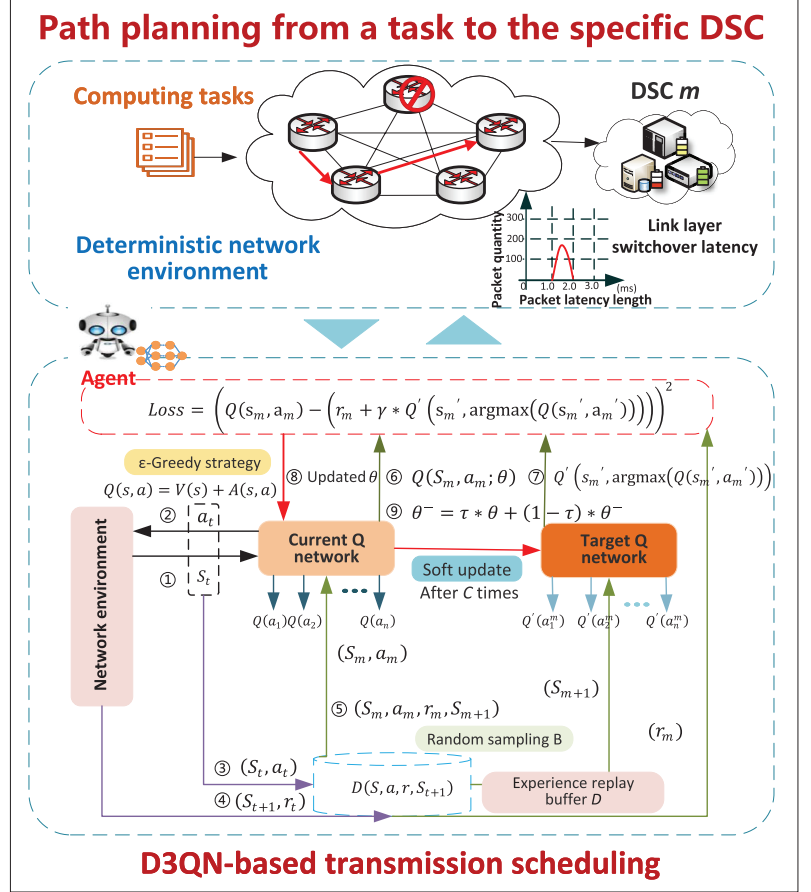 Path planning from a task to the specific DSC
Computing tasks
DSC m
Deterministic network
environment
Packet quantity
300
200
100
0
1.0
2.0
3.0
(ms)
Packet latency length
Link layer
switchover latency
Agent
Loss = (Q(s_m, a_m) − (r_m + γ ∗ Q′ (s_m′, argmax(Q(s_m′, a_m′)))))²
ε-Greedy strategy
Q(s, a) = V(s) + A(s, a)
⑧ Updated θ
⑥ Q(S_m, a_m; θ)
⑦ Q′ (s_m′, argmax(Q(s_m′, a_m′)))
⑨ θ⁻ = τ ∗ θ + (1 − τ) ∗ θ⁻
② a_t
① S_t
Network environment
Current Q
network
Soft update
After C times
Target Q
network
Q(a_1) Q(a_2) ••• Q(a_n)
Q′(a_1^m) Q′(a_2^m) ••• Q′(a_n^m)
(S_m, a_m)
(S_{m+1})
⑤ (S_m, a_m, r_m, S_{m+1})
(r_m)
Random sampling B
③ (S_t, a_t)
④ (S_{t+1}, r_t)
D(S, a, r, S_{t+1})
Experience replay
buffer D
D3QN-based transmission scheduling